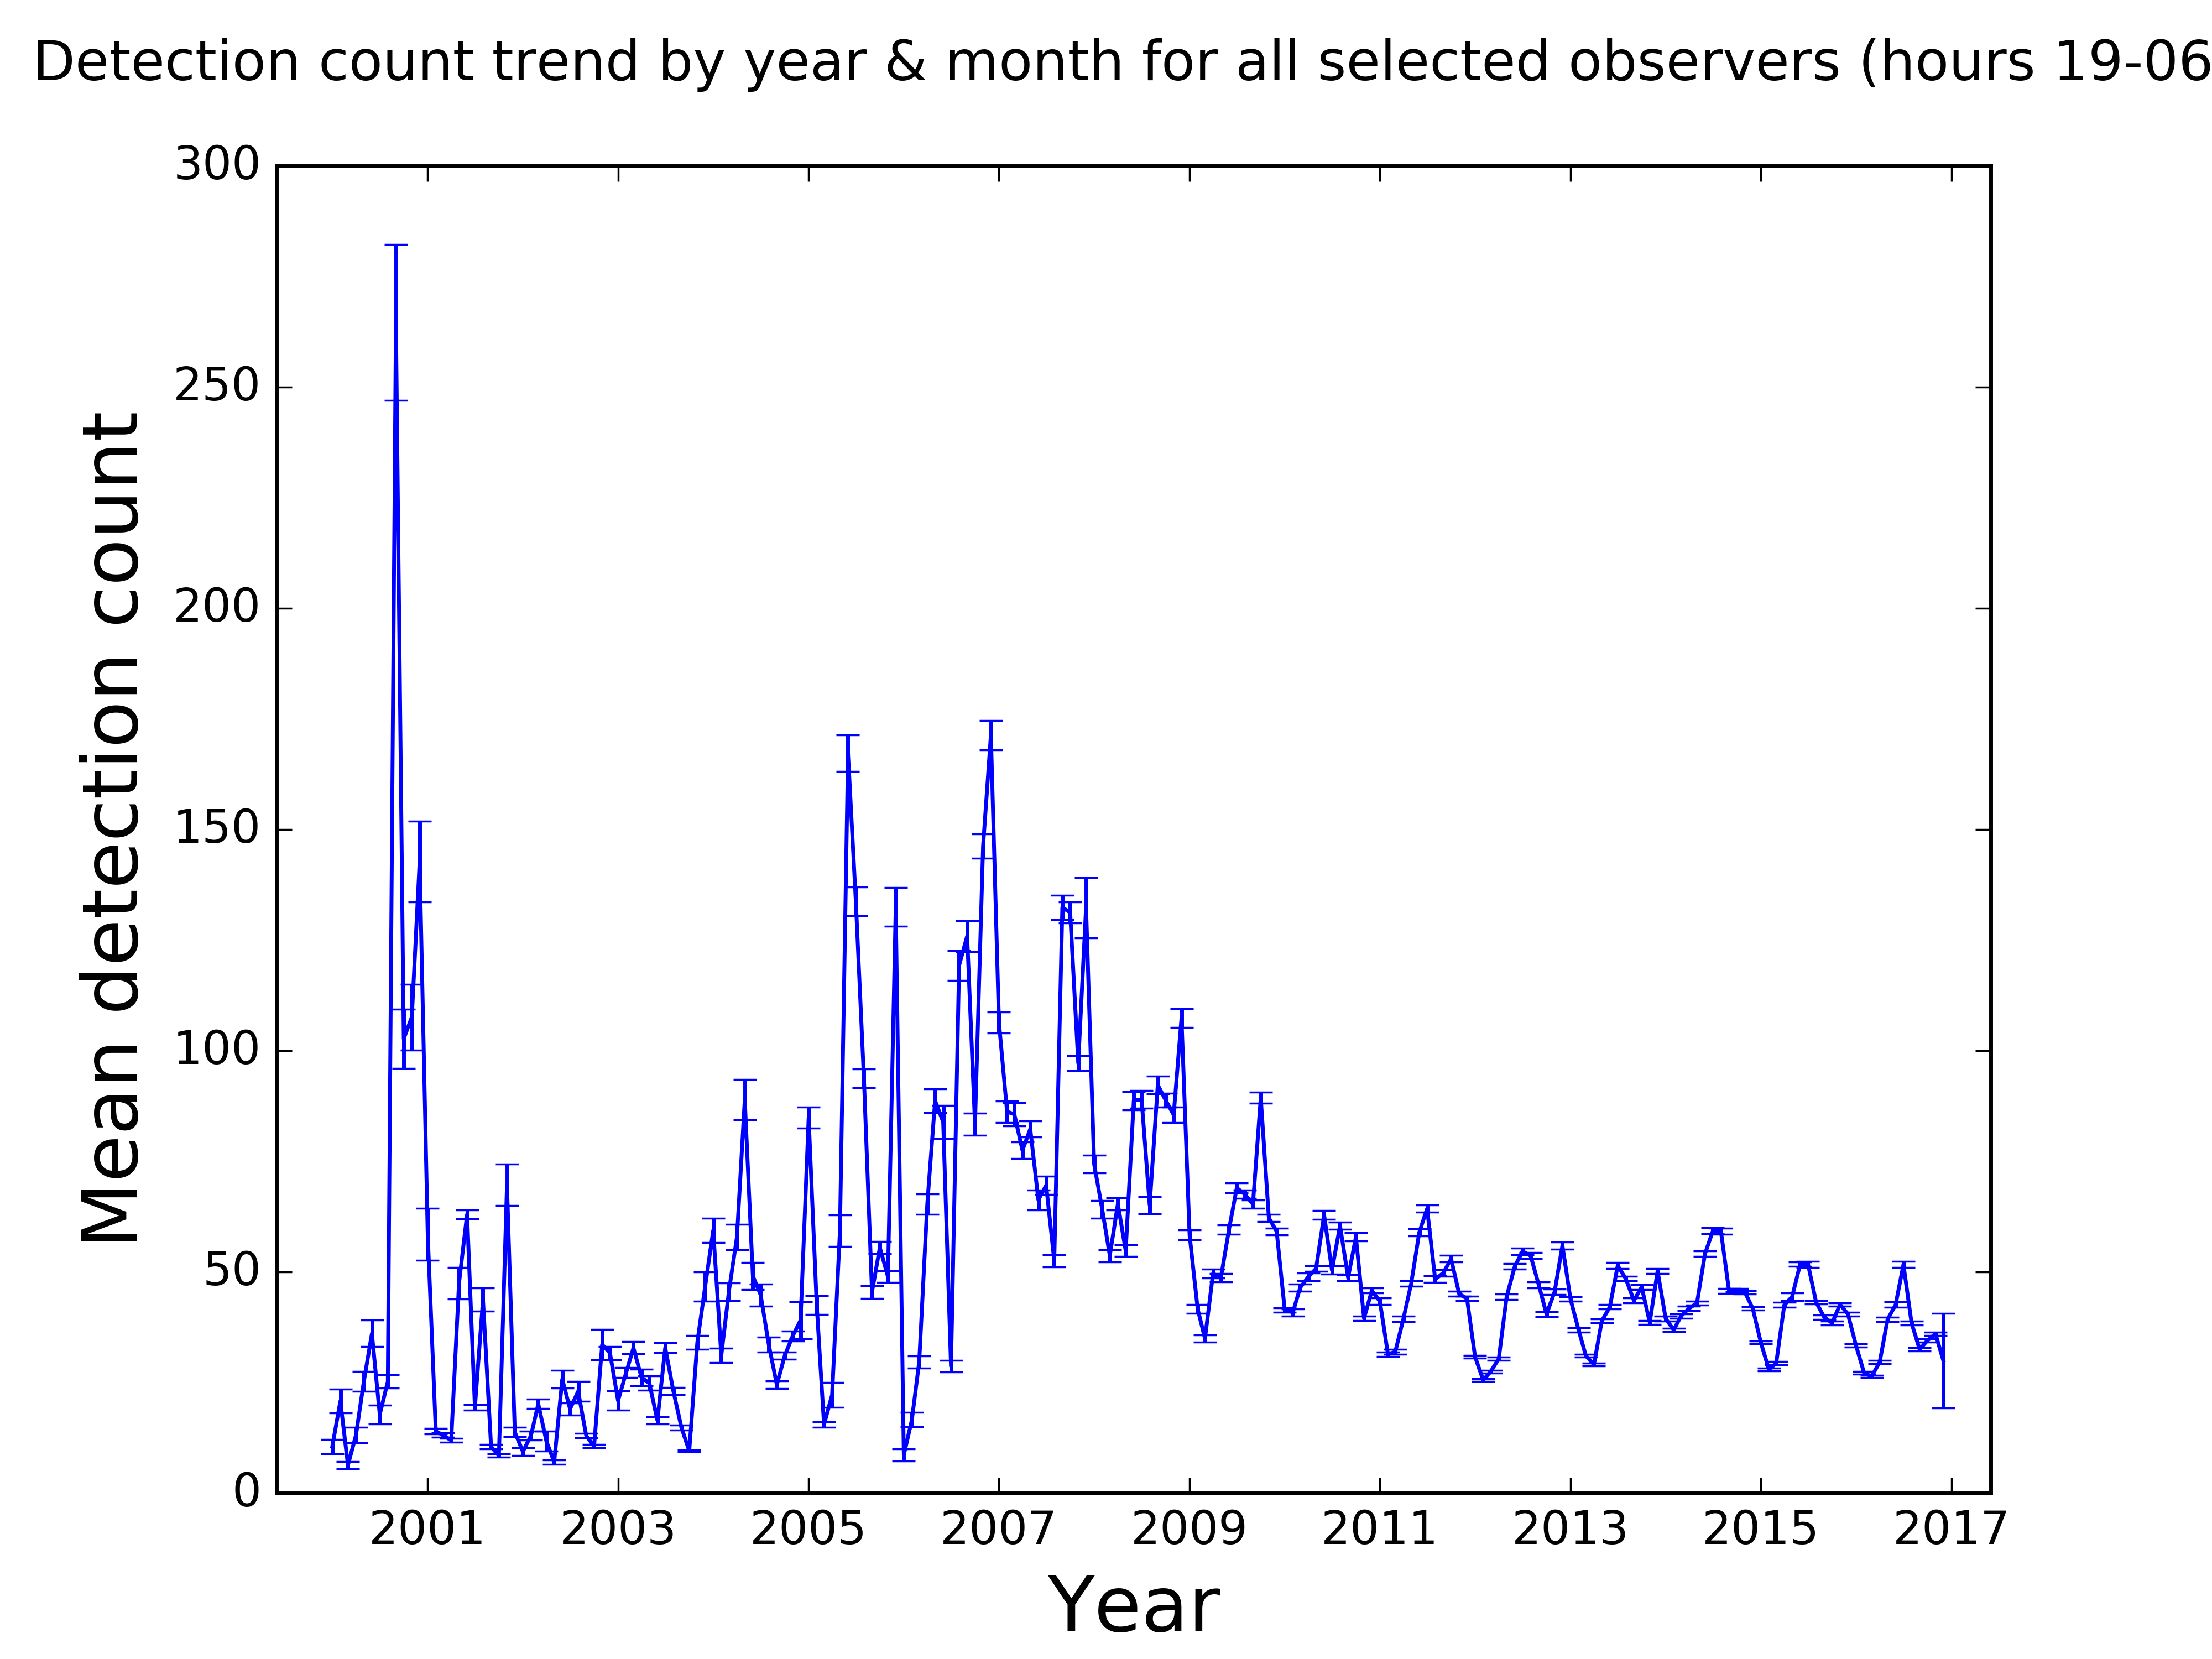 Detection count trend by year & month for all selected observers (hours 19-06
Mean detection count
300
250
200
150
100
50
0
2001 2003 2005 2007 2009 2011 2013 2015 2017
Year